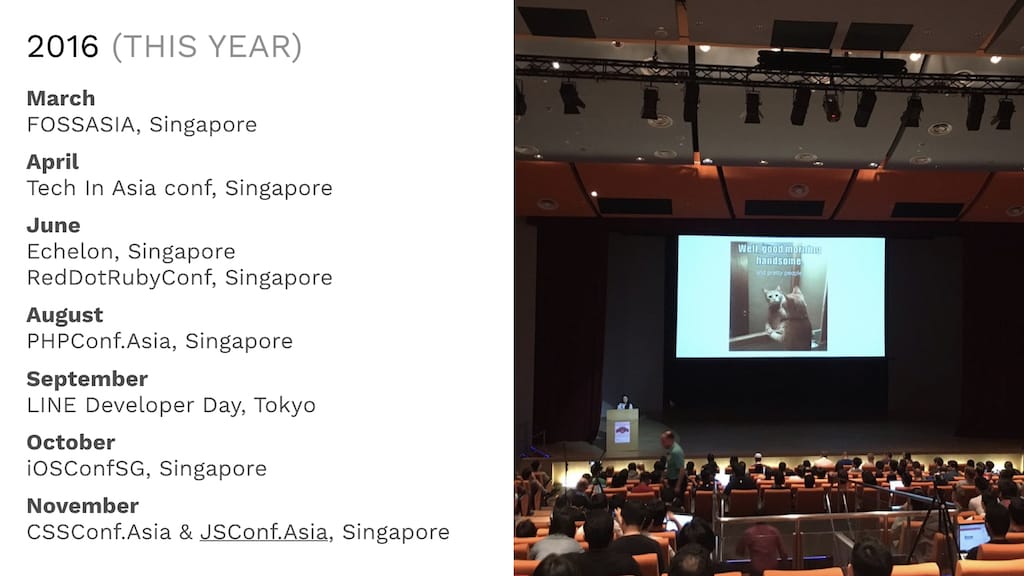 2016 (THIS YEAR)
March
FOSSASIA, Singapore
April
Tech In Asia conf, Singapore
June
Echelon, Singapore
RedDotRubyConf, Singapore
August
PHPConf.Asia, Singapore
September
LINE Developer Day, Tokyo
October
iOSConfSG, Singapore
November
CSSConf.Asia & JSConf.Asia, Singapore
Well, good morning
handsome
and pretty people